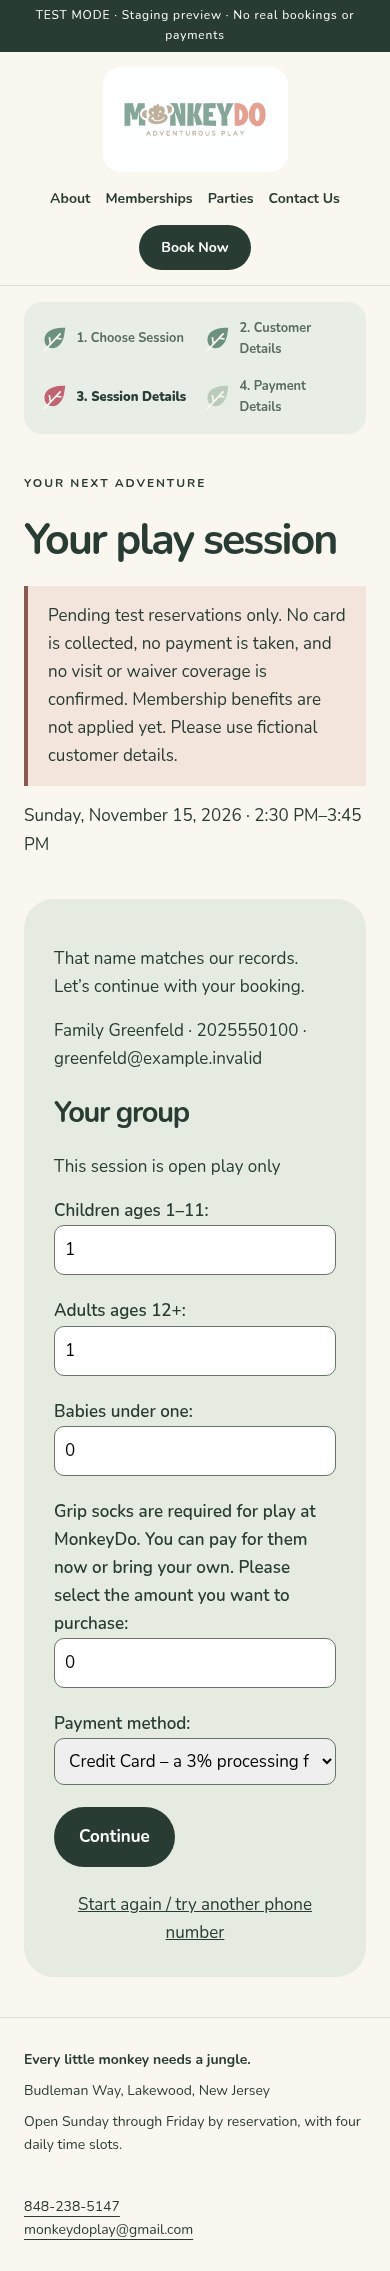 TEST MODE · Staging preview · No real bookings or
payments
MONKEYDO
ADVENTUROUS PLAY
About Memberships Parties Contact Us
Book Now
1. Choose Session
2. Customer
Details
3. Session Details
4. Payment
Details
YOUR NEXT ADVENTURE
Your play session
Pending test reservations only. No card
is collected, no payment is taken, and
no visit or waiver coverage is
confirmed. Membership benefits are
not applied yet. Please use fictional
customer details.
Sunday, November 15, 2026 · 2:30 PM–3:45
PM
That name matches our records.
Let’s continue with your booking.
Family Greenfeld · 2025550100 ·
greenfeld@example.invalid
Your group
This session is open play only
Children ages 1–11:
1
Adults ages 12+:
1
Babies under one:
0
Grip socks are required for play at
MonkeyDo. You can pay for them
now or bring your own. Please
select the amount you want to
purchase:
0
Payment method:
Credit Card – a 3% processing f
Continue
Start again / try another phone
number
Every little monkey needs a jungle.
Budleman Way, Lakewood, New Jersey
Open Sunday through Friday by reservation, with four
daily time slots.
848-238-5147
monkeydoplay@gmail.com